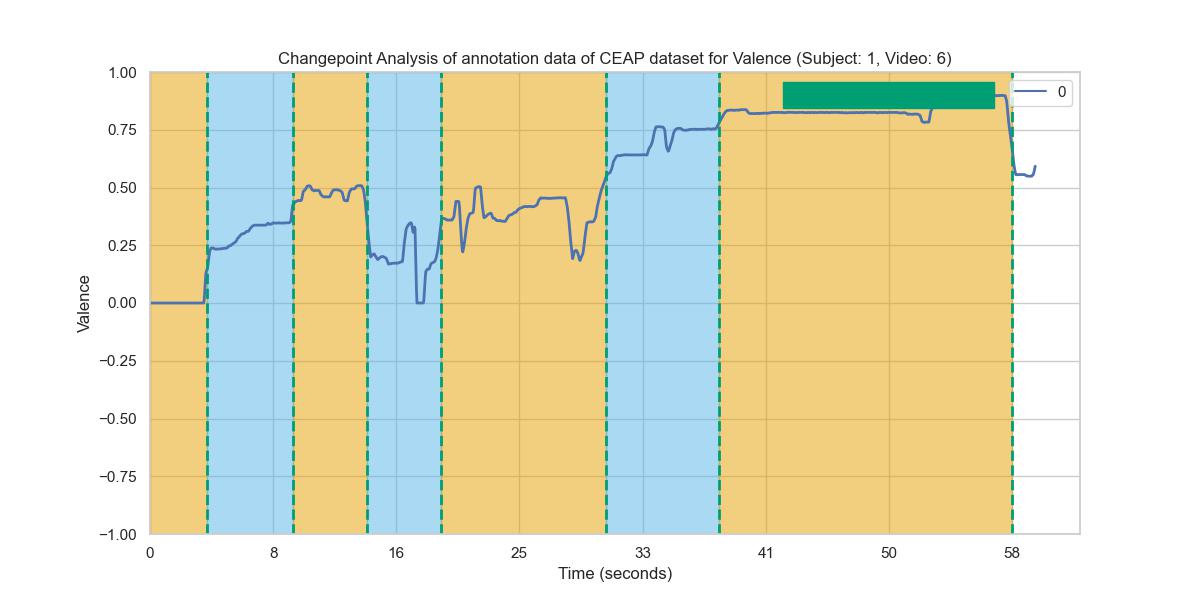 Changepoint Analysis of annotation data of CEAP dataset for Valence (Subject: 1, Video: 6)
1.00
0.75
0.50
0.25
0.00
−0.25
−0.50
−0.75
−1.00
Valence
0
0 8 16 25 33 41 50 58
Time (seconds)